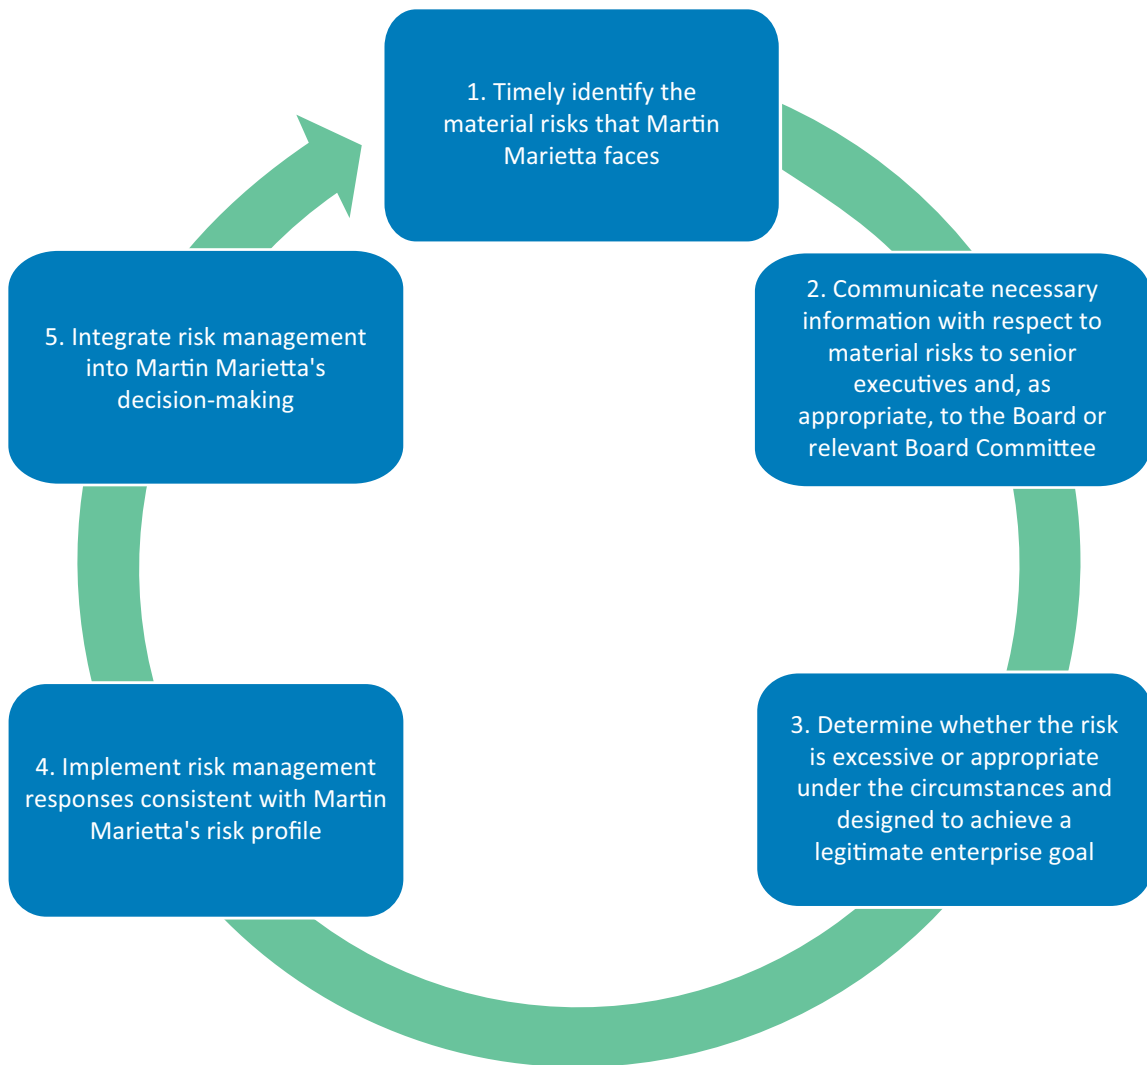 1. Timely identify the
material risks that Martin
Marietta faces
2. Communicate necessary
information with respect to
material risks to senior
executives and, as
appropriate, to the Board or
relevant Board Committee
3. Determine whether the risk
is excessive or appropriate
under the circumstances and
designed to achieve a
legitimate enterprise goal
4. Implement risk management
responses consistent with Martin
Marietta's risk profile
5. Integrate risk management
into Martin Marietta's
decision-making